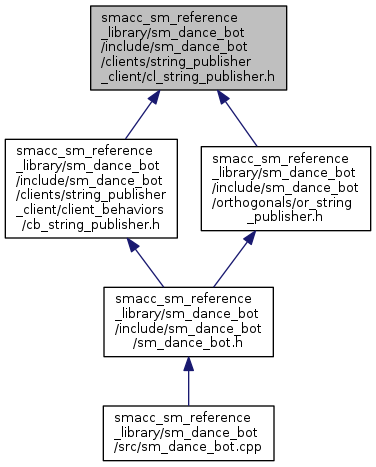 smacc_sm_reference
_library/sm_dance_bot
/include/sm_dance_bot
/clients/string_publisher
_client/cl_string_publisher.h
smacc_sm_reference
_library/sm_dance_bot
/include/sm_dance_bot
/clients/string_publisher
_client/client_behaviors
/cb_string_publisher.h
smacc_sm_reference
_library/sm_dance_bot
/include/sm_dance_bot
/orthogonals/or_string
_publisher.h
smacc_sm_reference
_library/sm_dance_bot
/include/sm_dance_bot
/sm_dance_bot.h
smacc_sm_reference
_library/sm_dance_bot
/src/sm_dance_bot.cpp